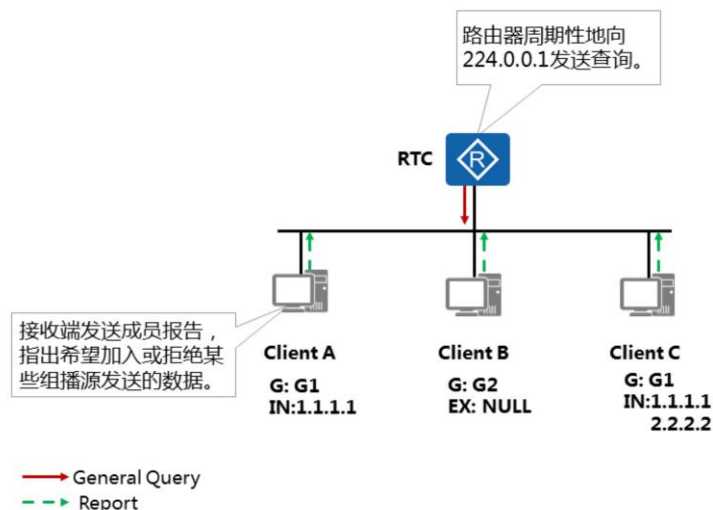 路由器周期性地向
224.0.0.1发送查询。
RTC
R
接收端发送成员报告，
指出希望加入或拒绝某
些组播源发送的数据。
Client A
G: G1
IN:1.1.1.1
Client B
G: G2
EX: NULL
Client C
G: G1
IN:1.1.1.1
2.2.2.2
General Query
Report